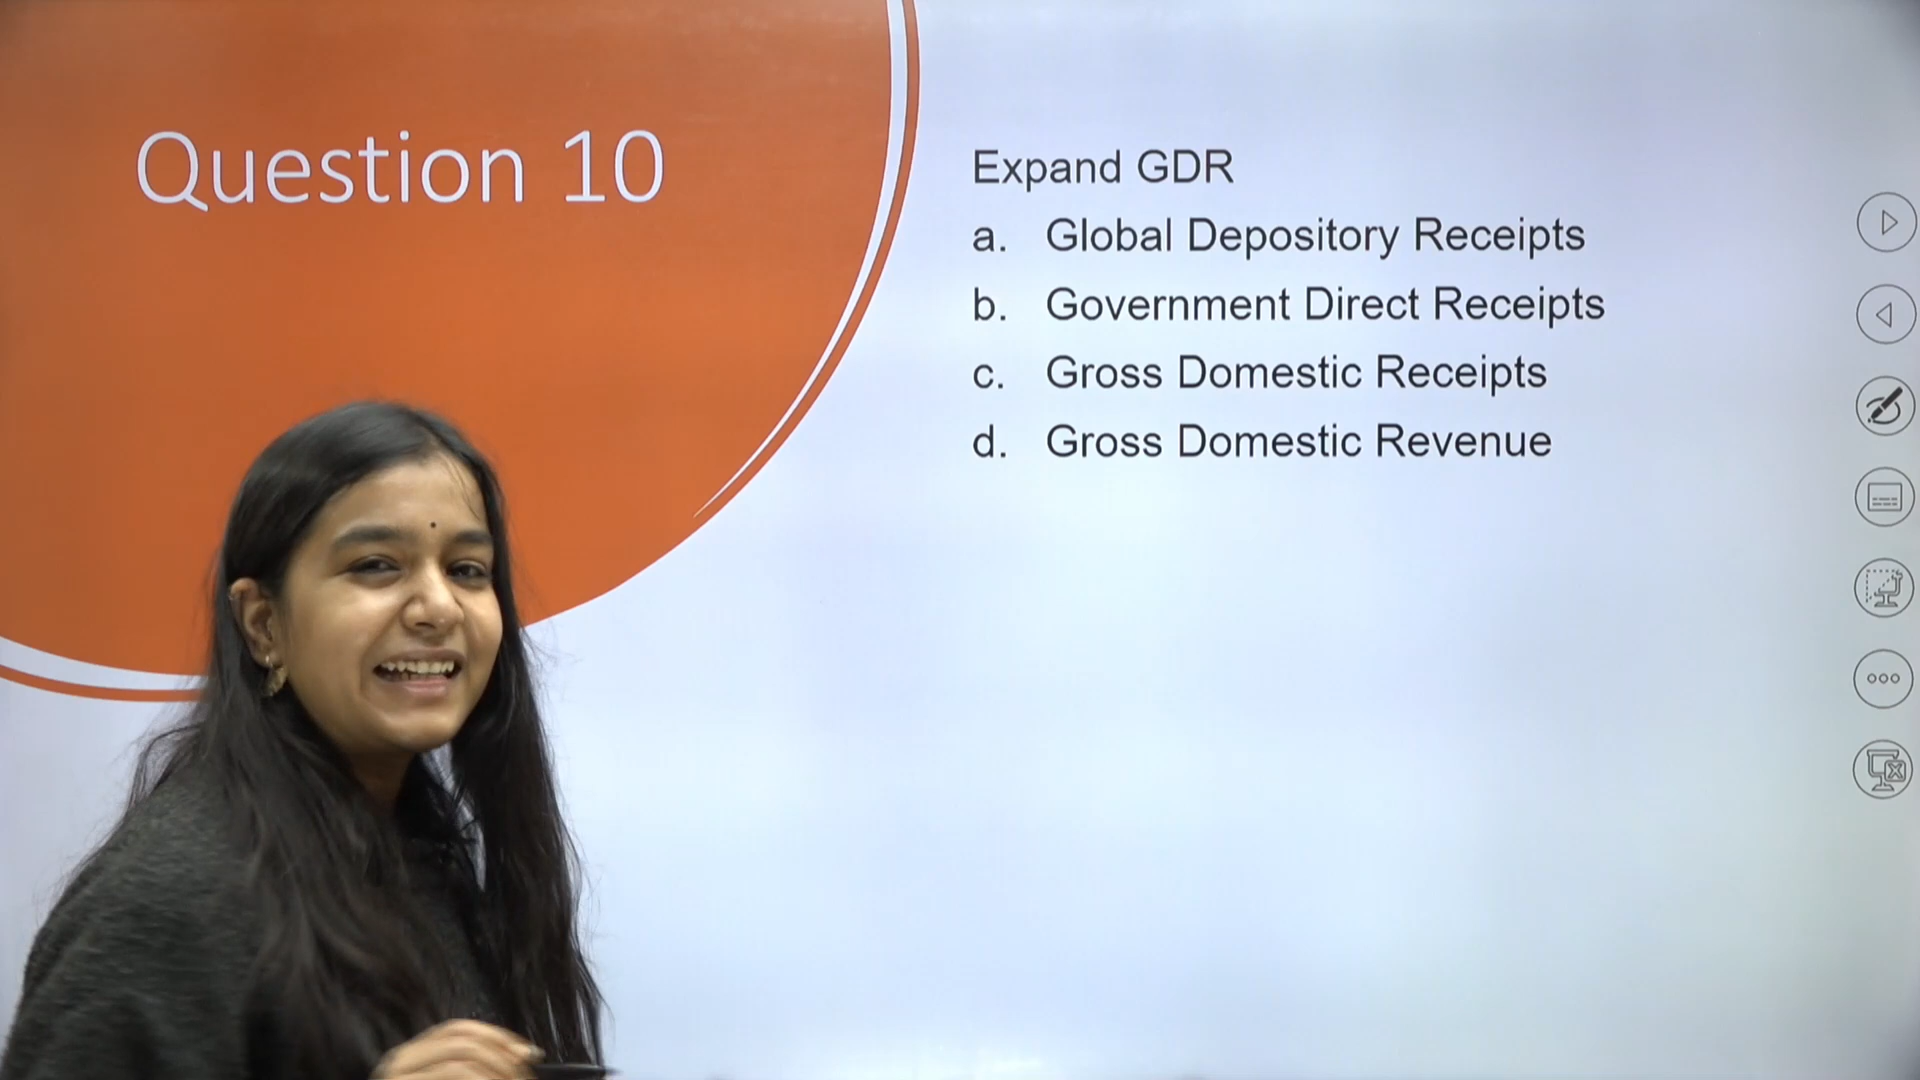 Question 10
Expand GDR
a. Global Depository Receipts
b. Government Direct Receipts
c. Gross Domestic Receipts
d. Gross Domestic Revenue